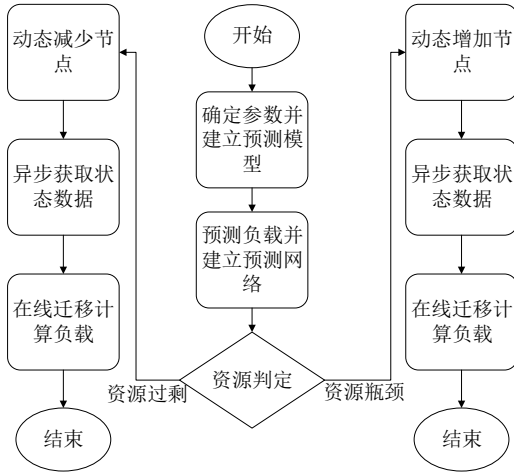 开始
确定参数并
建立预测模
型
预测负载并
建立预测网
络
资源判定
资源过剩
资源瓶颈
动态减少节
点
异步获取状
态数据
在线迁移计
算负载
结束
动态增加节
点
异步获取状
态数据
在线迁移计
算负载
结束